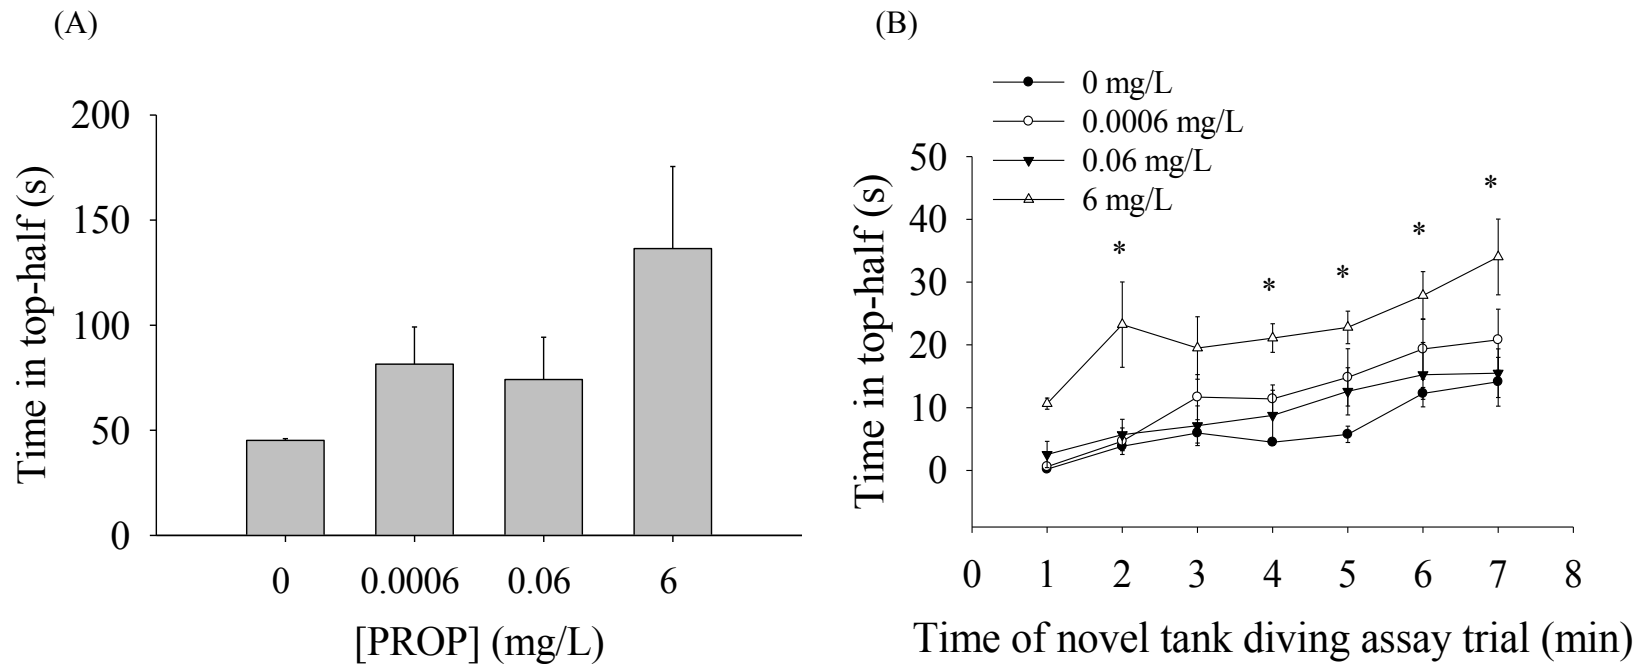 (A)
Time in top-half (s)
200
150
100
50
0
0 0.0006 0.06 6
[PROP] (mg/L)
(B)
0 mg/L
0.0006 mg/L
0.06 mg/L
6 mg/L
Time in top-half (s)
50
40
30
20
10
0
* * * * *
0 1 2 3 4 5 6 7 8
Time of novel tank diving assay trial (min)